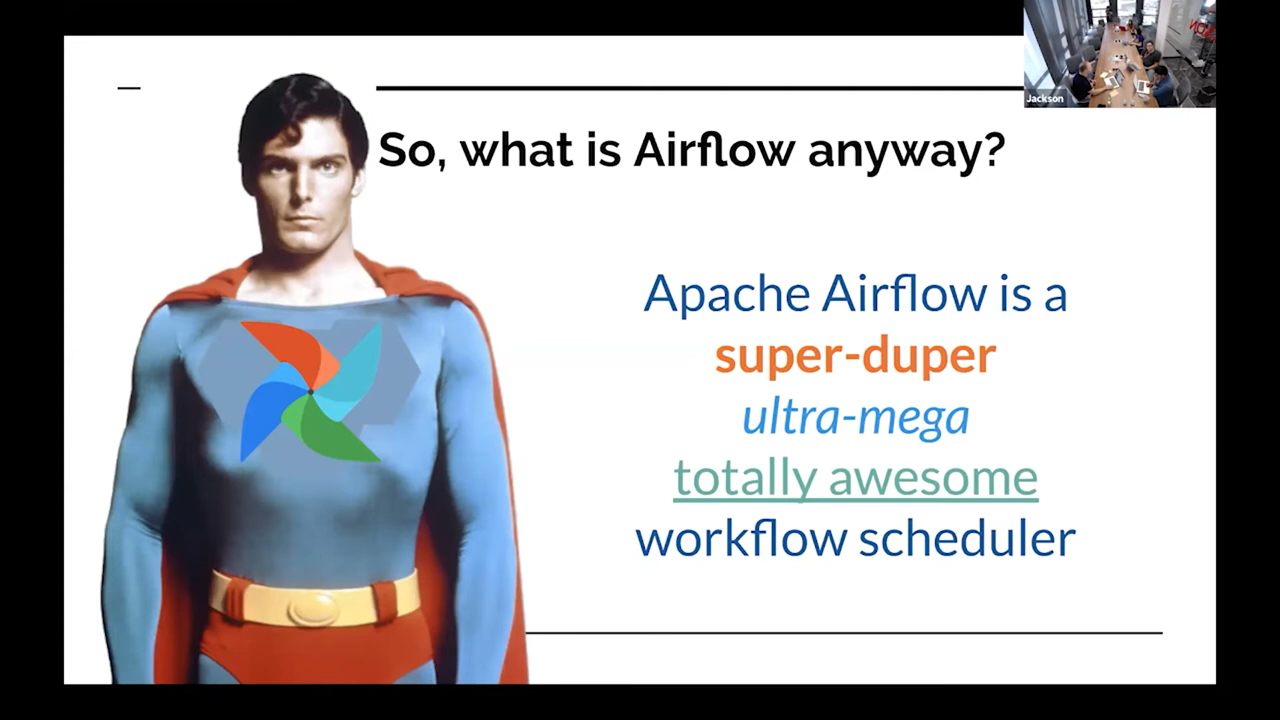 So, what is Airflow anyway?
Apache Airflow is a
super-duper
ultra-mega
totally awesome
workflow scheduler
Jackson